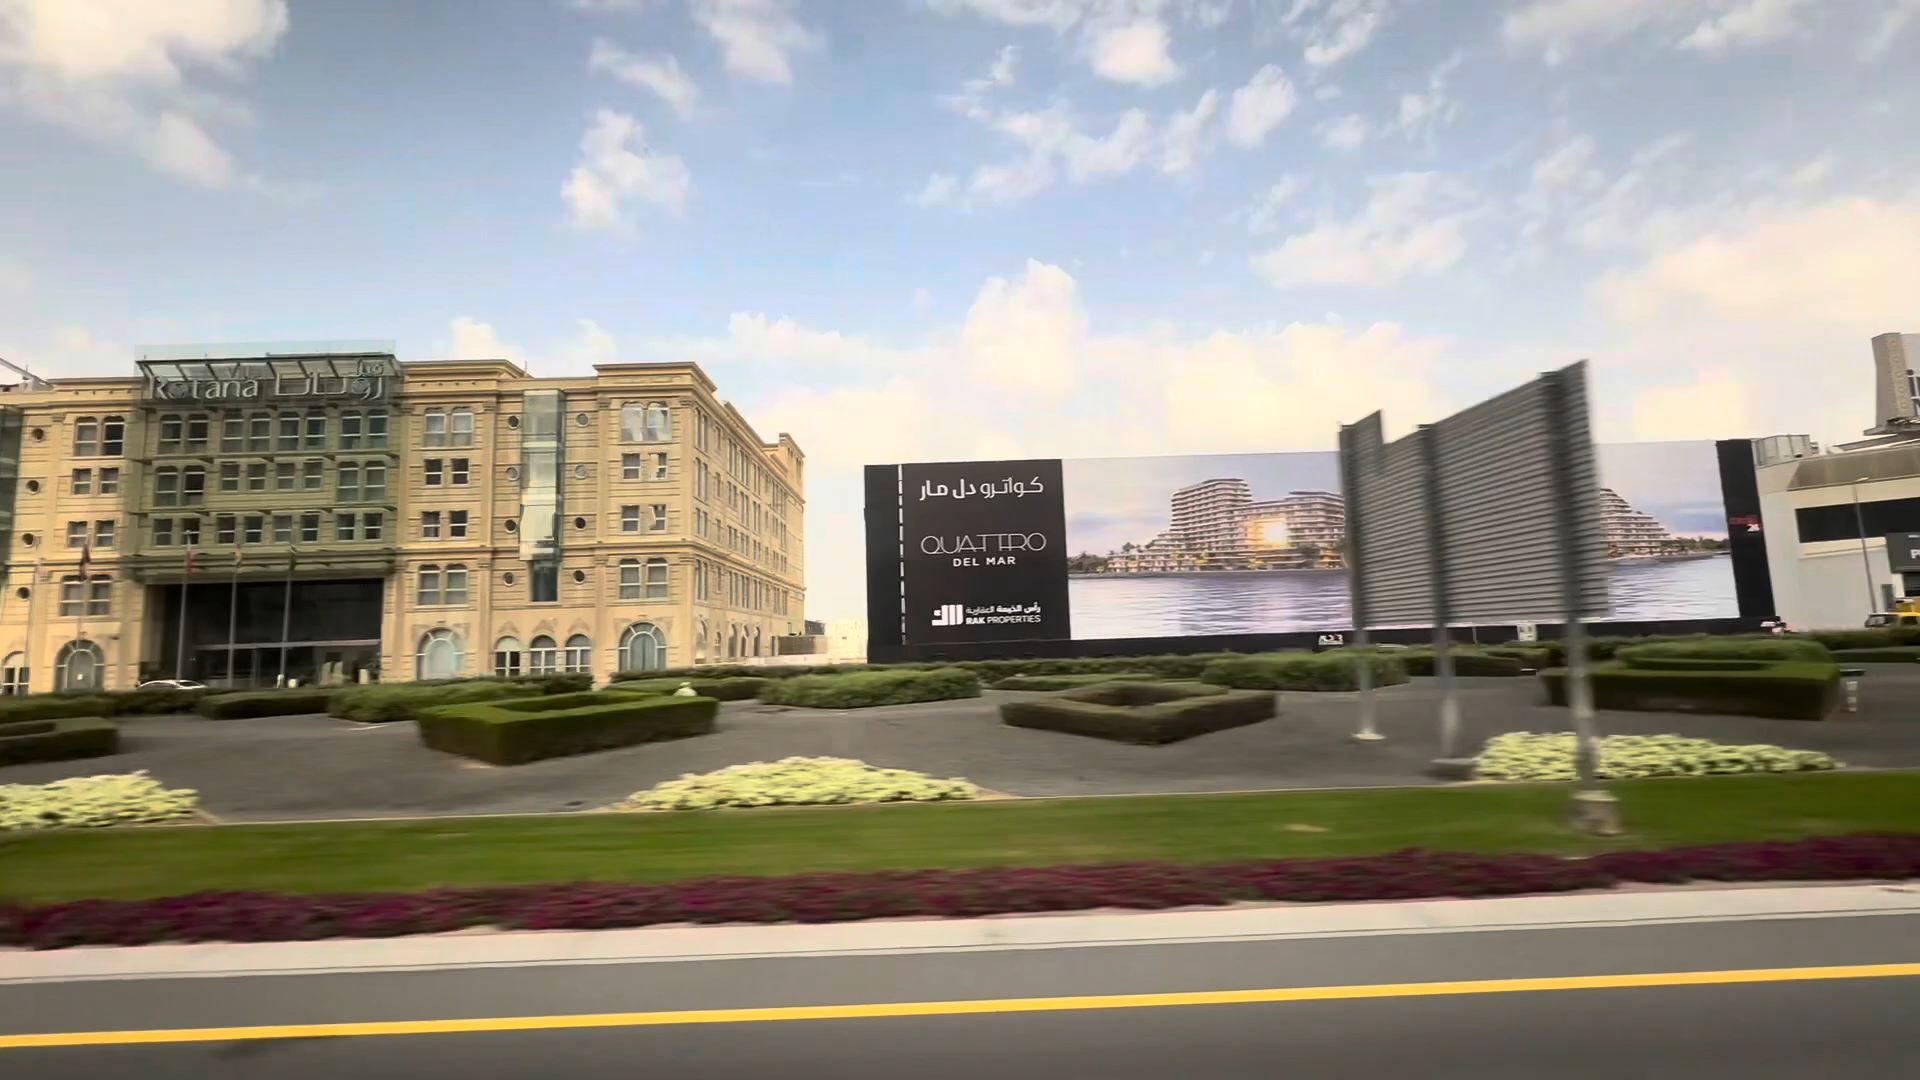 Rotana روتانا
كواترو دل مار
QUATTRO
DEL MAR
رأس الخيمة العقارية
RAK PROPERTIES